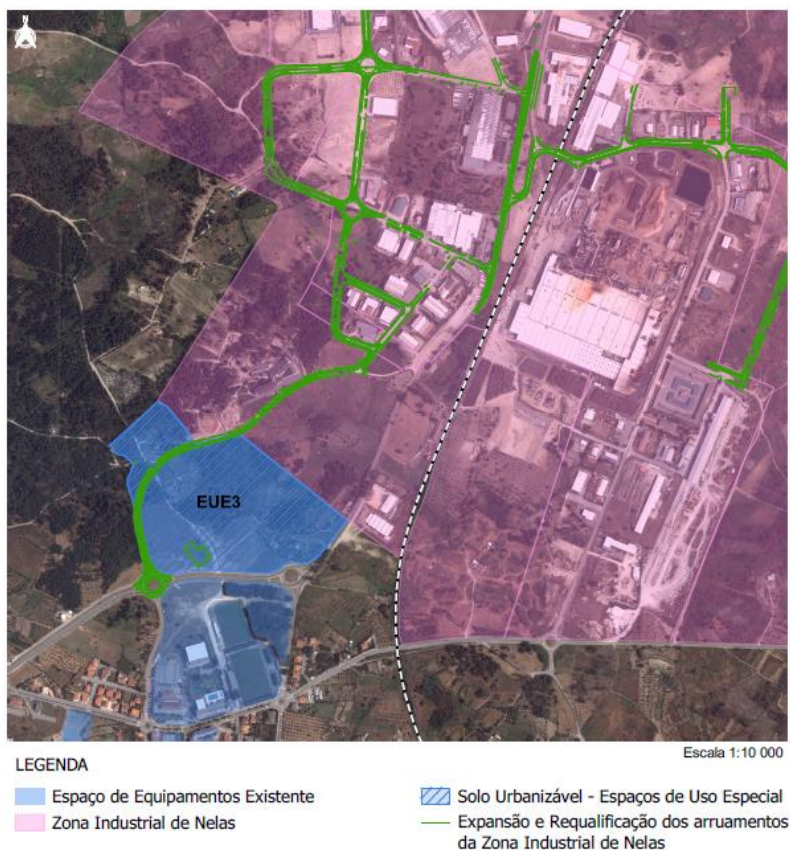 N
EUE3
Escala 1:10 000
LEGENDA
Espaço de Equipamentos Existente
Zona Industrial de Nelas
Solo Urbanizável - Espaços de Uso Especial
Expansão e Requalificação dos arruamentos
da Zona Industrial de Nelas